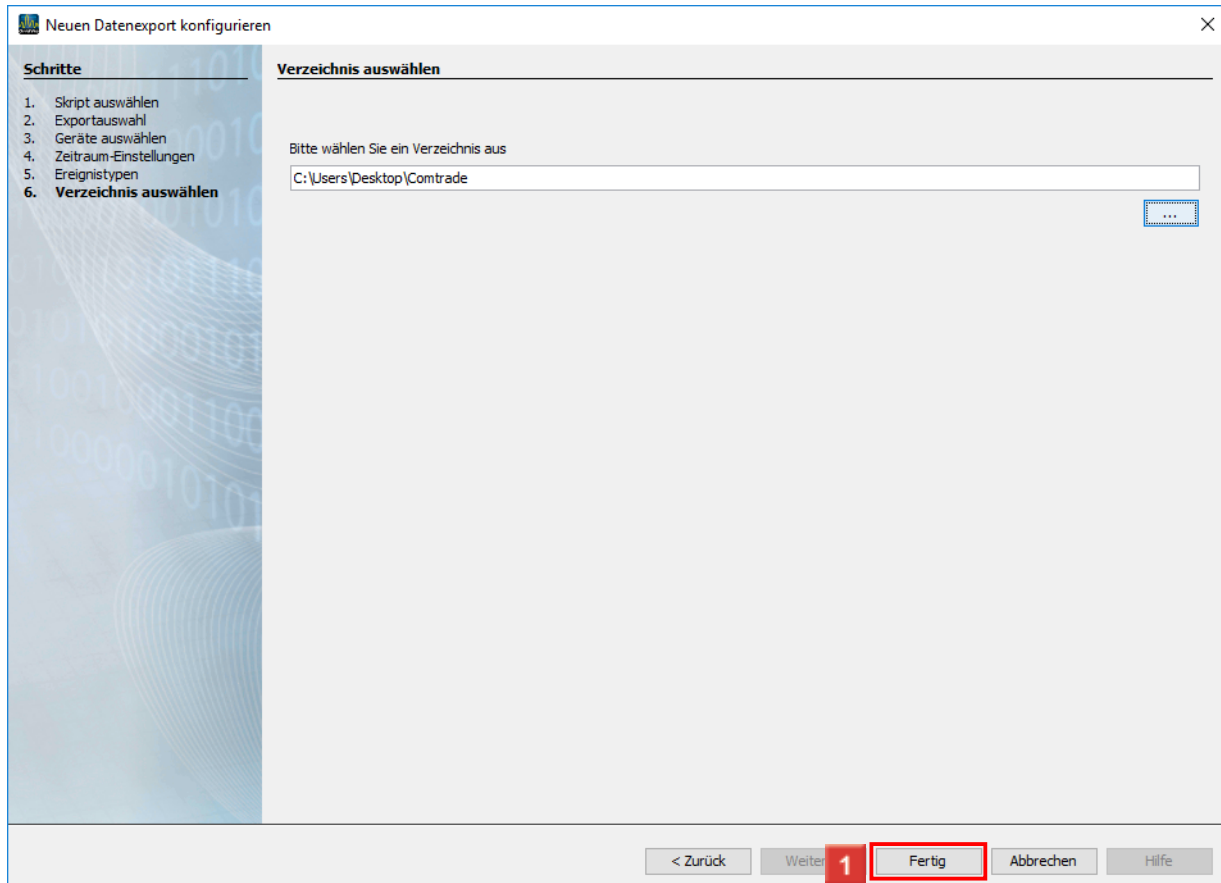 Neuen Datenexport konfigurieren
Schritte
1. Skript auswählen
2. Exportauswahl
3. Geräte auswählen
4. Zeitraum-Einstellungen
5. Ereignistypen
6. Verzeichnis auswählen
Verzeichnis auswählen
Bitte wählen Sie ein Verzeichnis aus
C:\Users\Desktop\Comtrade
...
< Zurück
Weiter
1
Fertig
Abbrechen
Hilfe